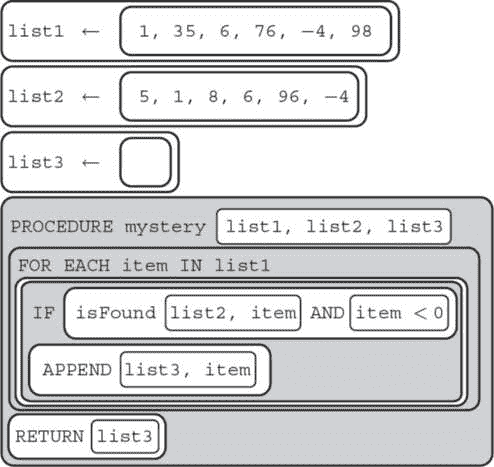 list1 ← 1, 35, 6, 76, −4, 98
list2 ← 5, 1, 8, 6, 96, −4
list3 ←
PROCEDURE mystery list1, list2, list3
FOR EACH item IN list1
IF isFound list2, item AND item < 0
APPEND list3, item
RETURN list3